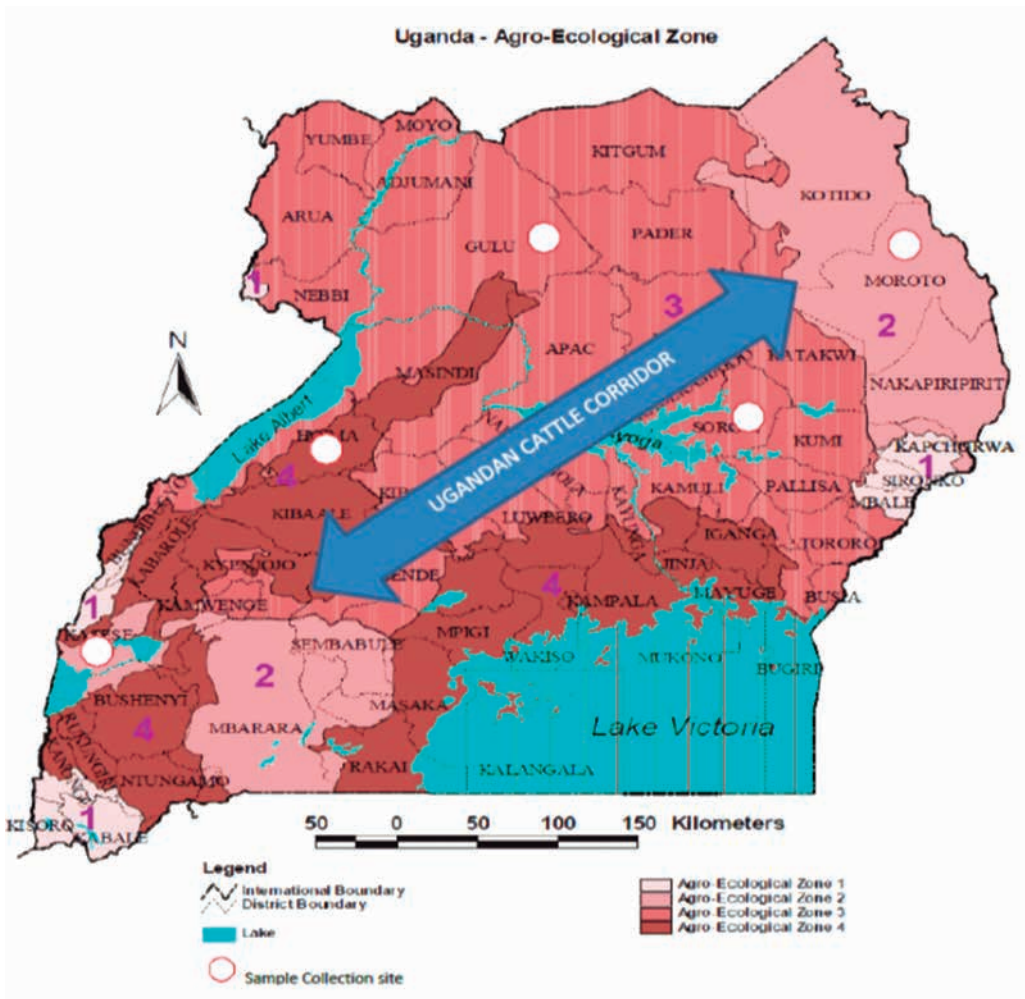 Uganda - Agro-Ecological Zone
YUMBE
MOYO
KITGUM
ADJUMANI
KOTIDO
ARUA
GULU
PADER
1
NEBBI
MOROTO
3
2
N
APAC
MASINDI
KATAKWI
NAKAPIRIPIRIT
Lake Albert
UGANDAN CATTLE CORRIDOR
KUMI
KAPCHORWA
1
4
SIRONKO
KAMULI
PALLISA
MBALE
KIBAALE
LUWEERO
IGANGA
TORORO
KABAROLE
KYENJOJO
JINJA
4
KAMWENGE
KAMPALA
MAYUGE
BUSIA
1
MPIGI
SEMBABULE
WAKISO
MUKONO
BUGIRI
2
BUSHENYI
MASAKA
4
MBARARA
Lake Victoria
RAKAI
KALANGALA
NTUNGAMO
1
KISORO
KABALE
50 0 50 100 150 Kilometers
Legend
International Boundary
District Boundary
Lake
Sample Collection site
Agro-Ecological Zone 1
Agro-Ecological Zone 2
Agro-Ecological Zone 3
Agro-Ecological Zone 4